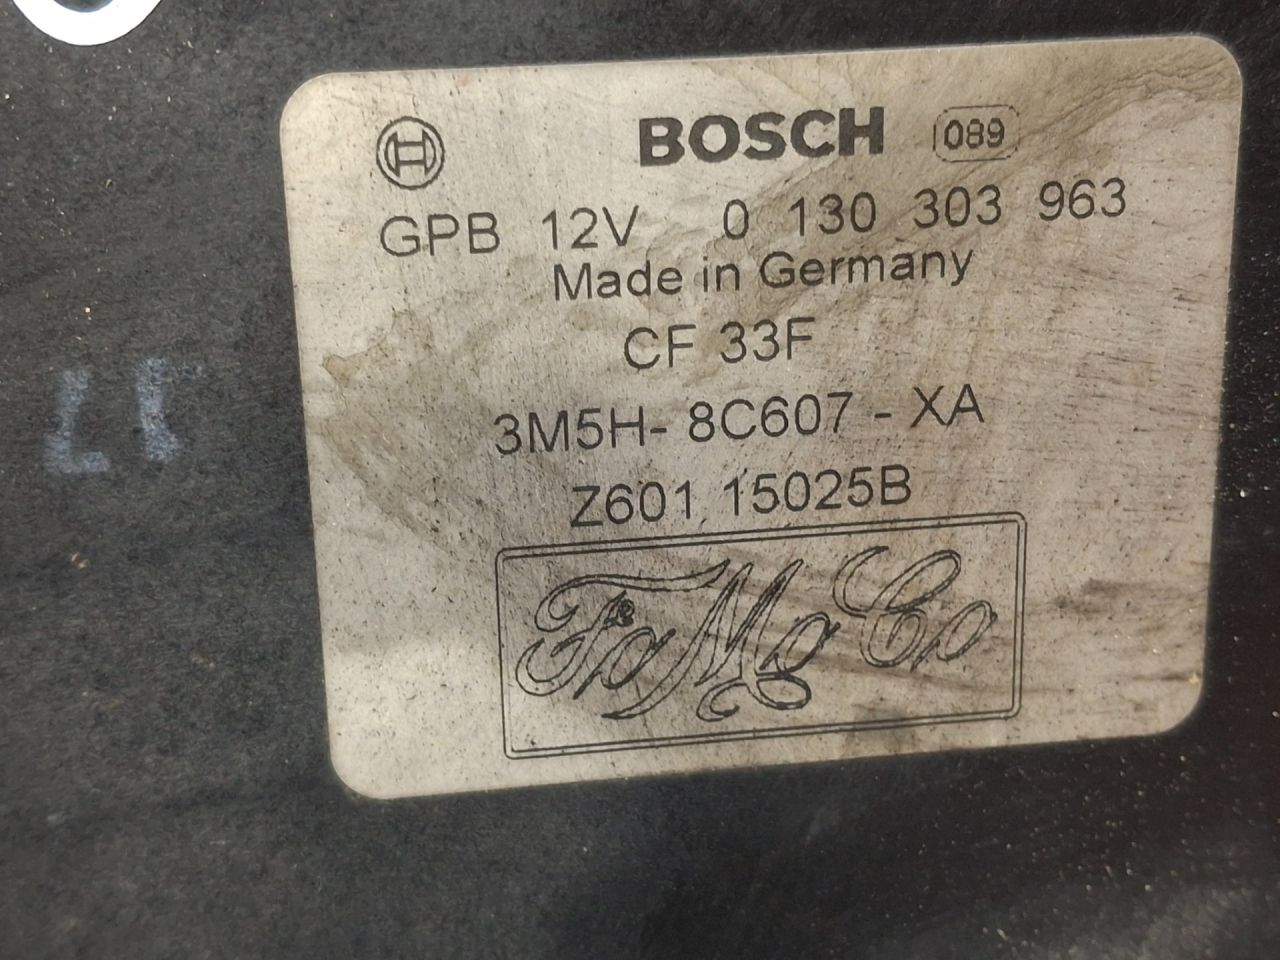 BOSCH 089
GPB 12V 0 130 303 963
Made in Germany
CF 33F
3M5H- 8C607 - XA
Z601 15025B
FoMoCo